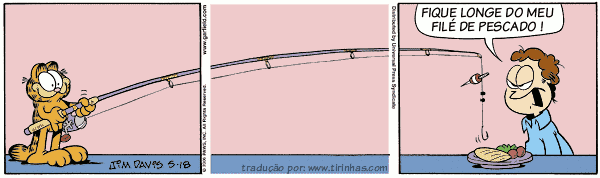 FIQUE LONGE DO MEU
FILÉ DE PESCADO !
www.garfield.com
© 2006 PAWS, INC. All Rights Reserved.
Distributed by Universal Press Syndicate
JIM DAVIS 5-18
tradução por: www.tirinhas.com